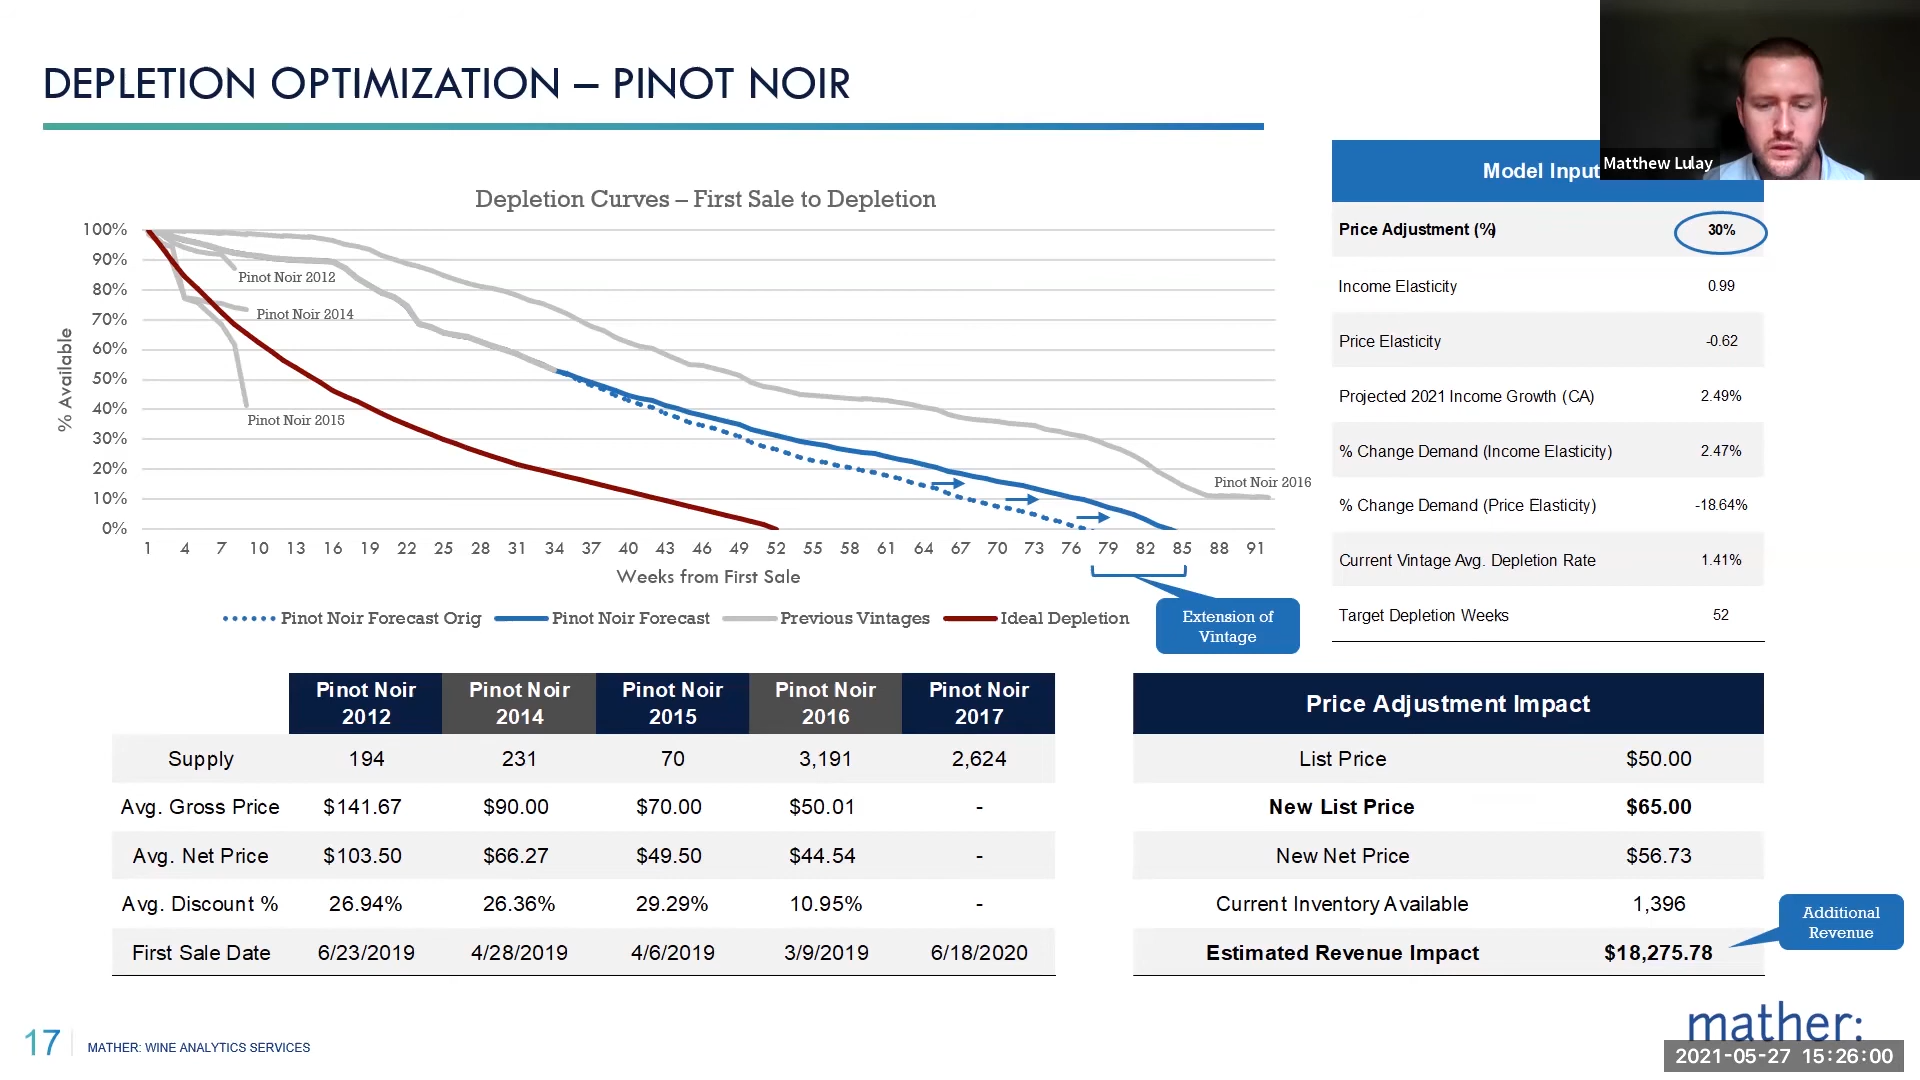 DEPLETION OPTIMIZATION – PINOT NOIR
Matthew Lulay
Depletion Curves – First Sale to Depletion
% Available
100%
90%
80%
70%
60%
50%
40%
30%
20%
10%
0%
Pinot Noir 2012
Pinot Noir 2014
Pinot Noir 2015
Pinot Noir 2016
1 4 7 10 13 16 19 22 25 28 31 34 37 40 43 46 49 52 55 58 61 64 67 70 73 76 79 82 85 88 91
Weeks from First Sale
Pinot Noir Forecast Orig Pinot Noir Forecast Previous Vintages Ideal Depletion
Extension of
Vintage
Model Input
Price Adjustment (%) 30%
Income Elasticity 0.99
Price Elasticity -0.62
Projected 2021 Income Growth (CA) 2.49%
% Change Demand (Income Elasticity) 2.47%
% Change Demand (Price Elasticity) -18.64%
Current Vintage Avg. Depletion Rate 1.41%
Target Depletion Weeks 52
Pinot Noir Pinot Noir Pinot Noir Pinot Noir Pinot Noir
2012 2014 2015 2016 2017
Supply 194 231 70 3,191 2,624
Avg. Gross Price $141.67 $90.00 $70.00 $50.01 -
Avg. Net Price $103.50 $66.27 $49.50 $44.54 -
Avg. Discount % 26.94% 26.36% 29.29% 10.95% -
First Sale Date 6/23/2019 4/28/2019 4/6/2019 3/9/2019 6/18/2020
Price Adjustment Impact
List Price $50.00
New List Price $65.00
New Net Price $56.73
Current Inventory Available 1,396
Estimated Revenue Impact $18,275.78
Additional
Revenue
17 MATHER: WINE ANALYTICS SERVICES
mather:
2021-05-27 15:26:00